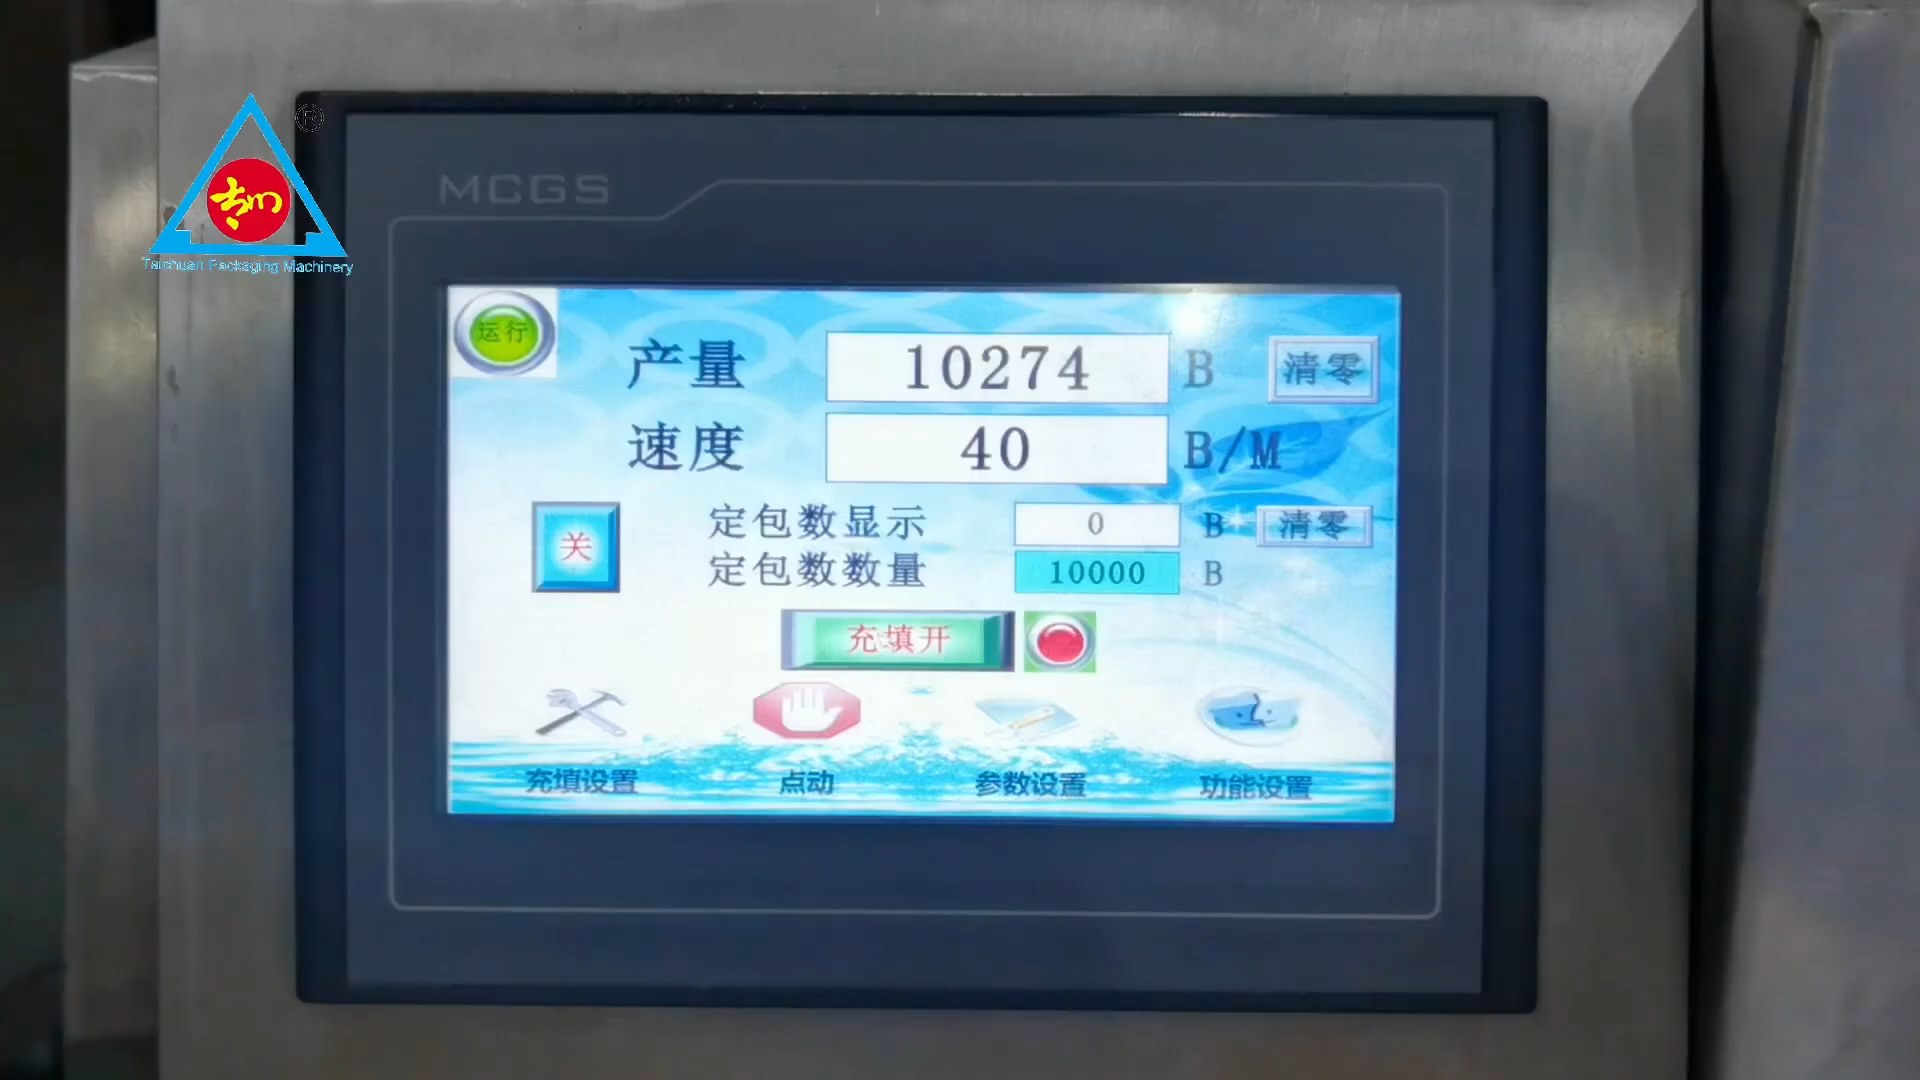 ®
Taichuan Packaging Machinery
MCGS
运行
产量 10274 B 清零
速度 40 B/M
关
定包数显示 0 B 清零
定包数数量 10000 B
充填开
充填设置 点动 参数设置 功能设置